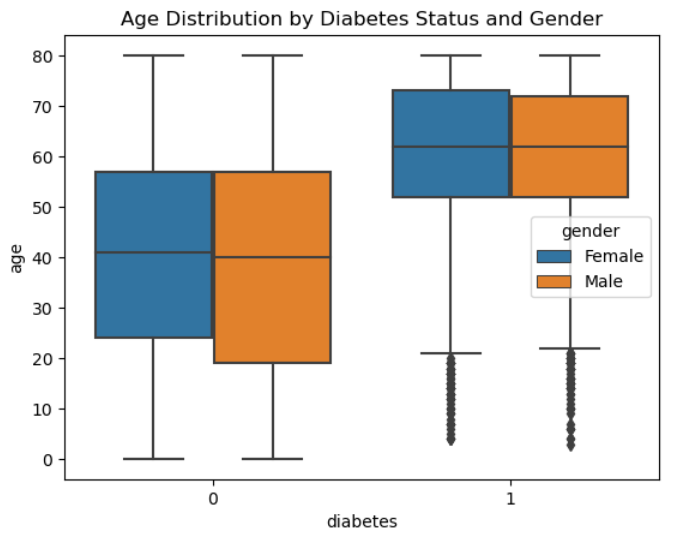 Age Distribution by Diabetes Status and Gender
80
70
60
50
40
30
20
10
0
age
gender
Female
Male
0 1
diabetes